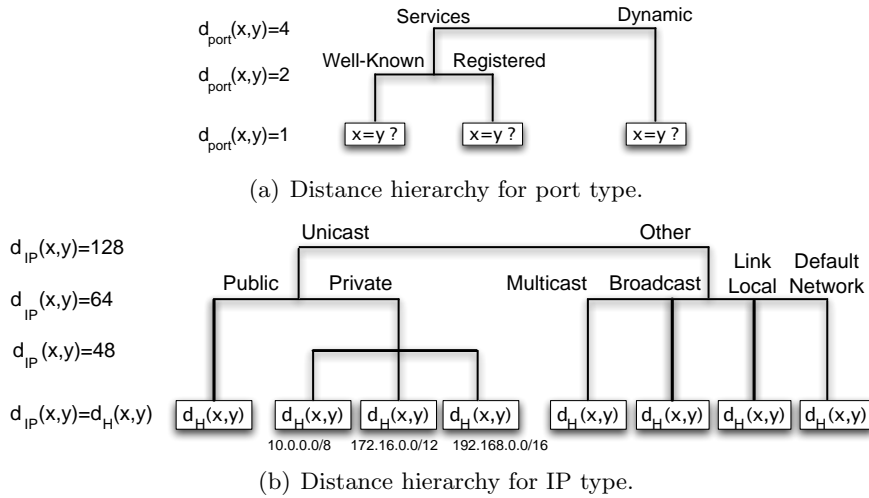 Services Dynamic
d_port(x,y)=4
Well-Known Registered
d_port(x,y)=2
d_port(x,y)=1
x=y ? x=y ? x=y ?
(a) Distance hierarchy for port type.
Unicast Other
d_IP(x,y)=128
Public Private Multicast Broadcast Link Local Default Network
d_IP(x,y)=64
d_IP(x,y)=48
d_IP(x,y)=d_H(x,y)
d_H(x,y) d_H(x,y) d_H(x,y) d_H(x,y) d_H(x,y) d_H(x,y) d_H(x,y) d_H(x,y)
10.0.0.0/8 172.16.0.0/12 192.168.0.0/16
(b) Distance hierarchy for IP type.